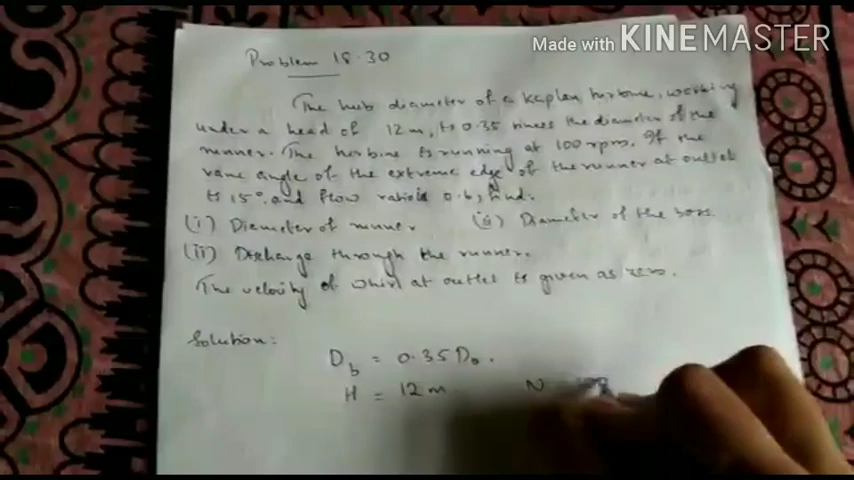 Made with KINEMASTER
Problem 18.30
The hub diameter of a Kaplan turbine, working
under a head of 12 m, is 0.35 times the diameter of the
runner. The turbine is running at 100 rpm. If the
vane angle of the extreme edge of the runner at outlet
is 15°, and flow ratio is 0.6, find.
(i) Diameter of runner (ii) Diameter of the boss
(iii) Discharge through the runner.
The velocity of whirl at outlet is given as zero.
Solution:
D_b = 0.35 D_o.
H = 12 m N